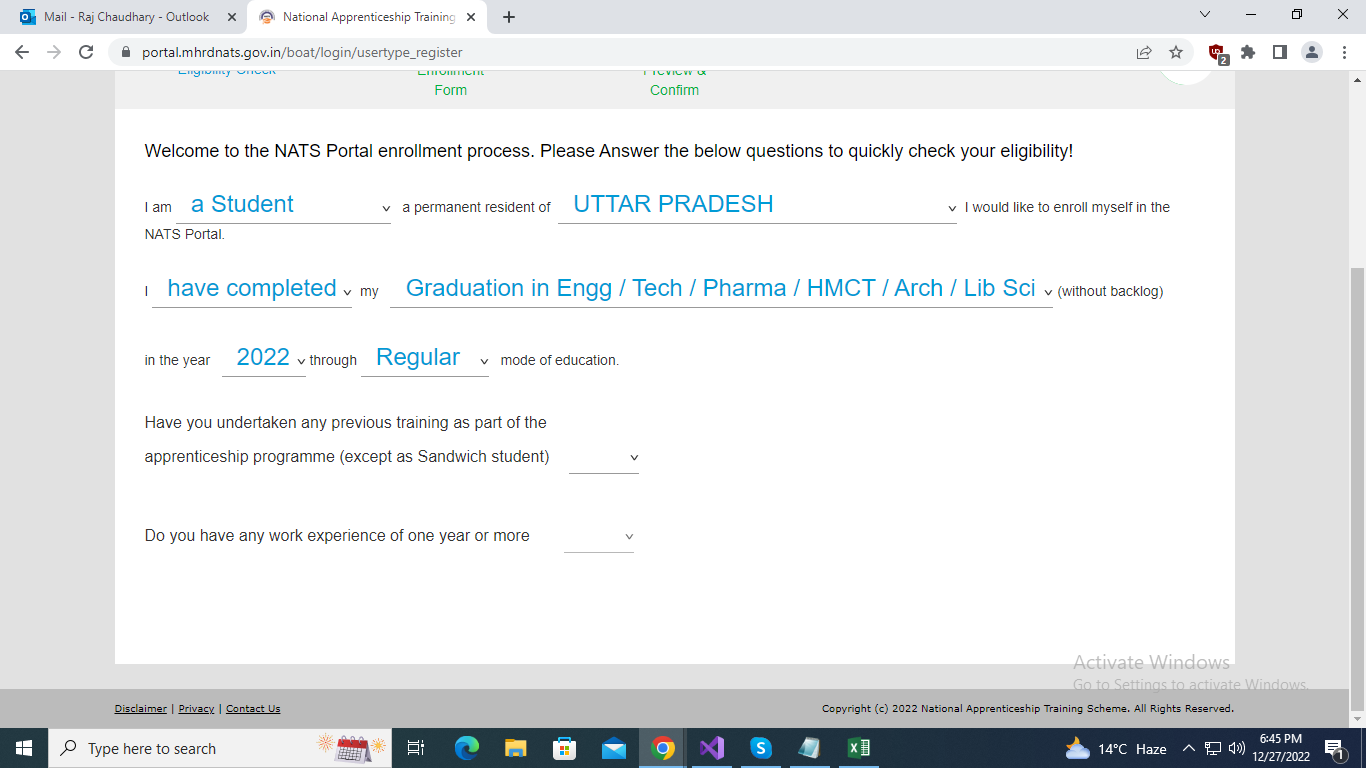 Mail - Raj Chaudhary - Outlook
National Apprenticeship Training
portal.mhrdnats.gov.in/boat/login/usertype_register
2
Eligibility Check
Enrollment
Form
Preview &
Confirm
Welcome to the NATS Portal enrollment process. Please Answer the below questions to quickly check your eligibility!
I am a Student a permanent resident of UTTAR PRADESH I would like to enroll myself in the
NATS Portal.
I have completed my Graduation in Engg / Tech / Pharma / HMCT / Arch / Lib Sci (without backlog)
in the year 2022 through Regular mode of education.
Have you undertaken any previous training as part of the
apprenticeship programme (except as Sandwich student)
Do you have any work experience of one year or more
Activate Windows
Go to Settings to activate Windows.
Disclaimer | Privacy | Contact Us
Copyright (c) 2022 National Apprenticeship Training Scheme. All Rights Reserved.
Type here to search
14°C Haze
6:45 PM
12/27/2022
1